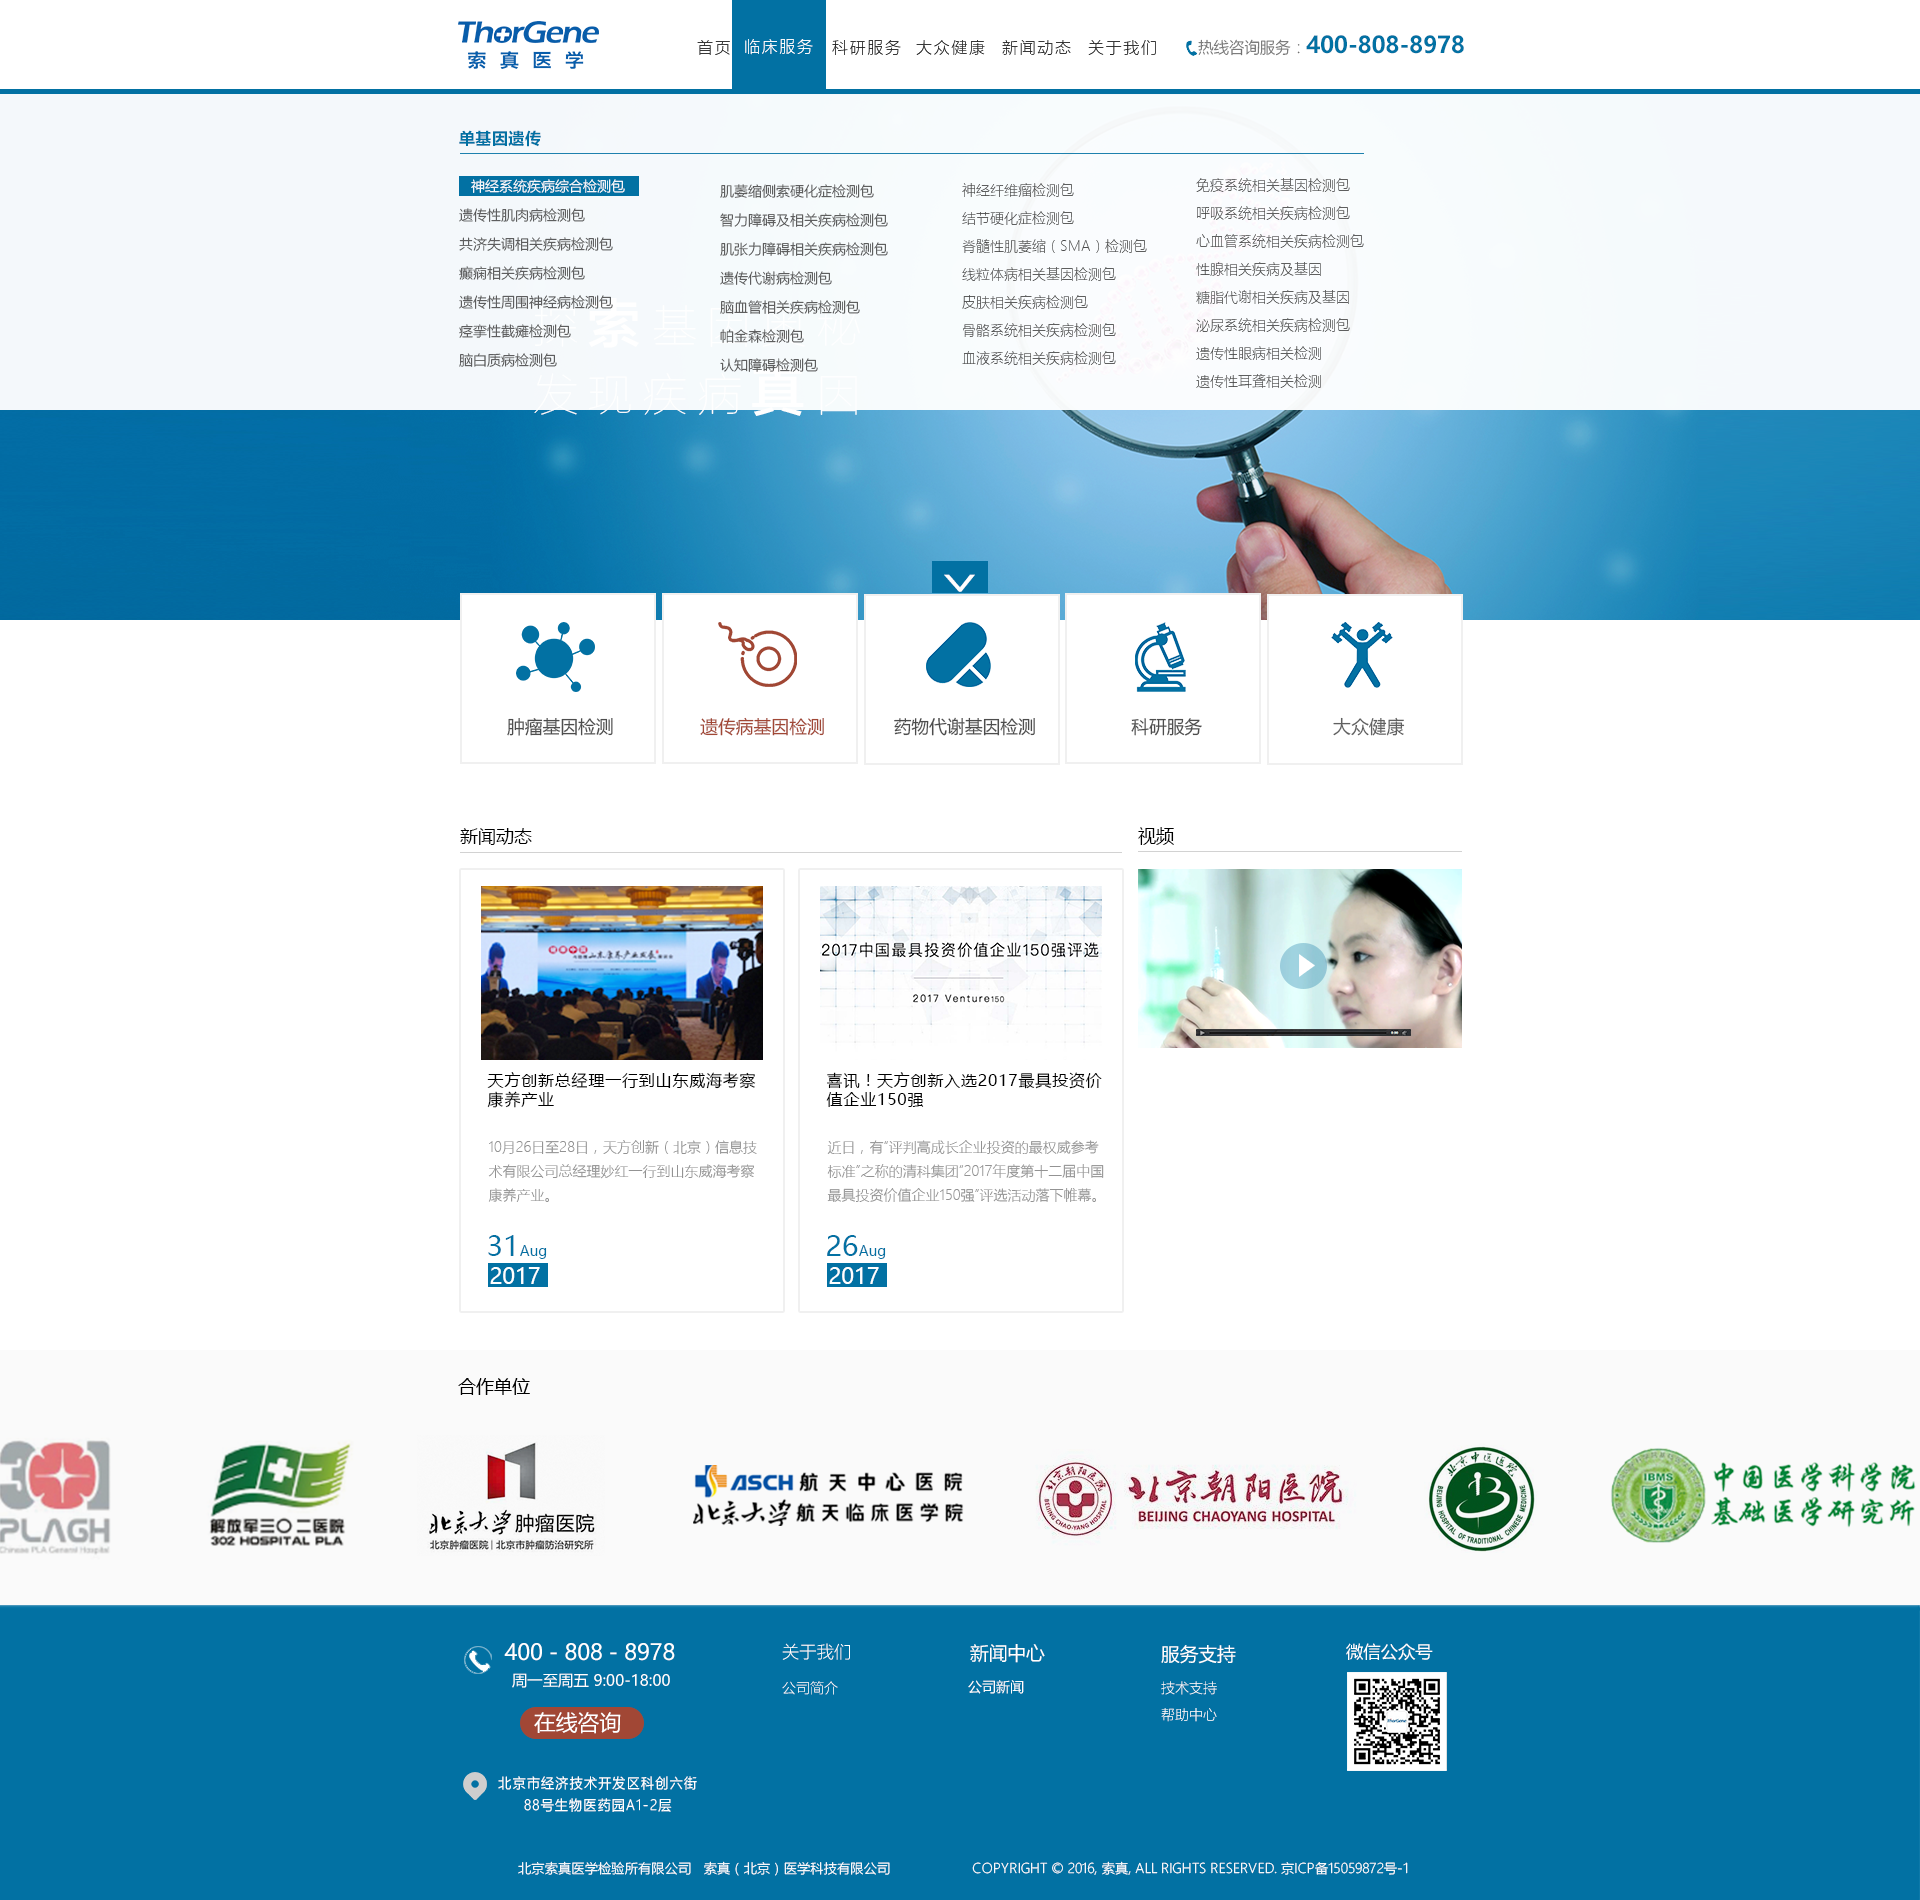 ThorGene
索真医学
首页 临床服务 科研服务 大众健康 新闻动态 关于我们 热线咨询服务：400-808-8978
单基因遗传
神经系统疾病综合检测包
遗传性肌肉病检测包
共济失调相关疾病检测包
癫痫相关疾病检测包
遗传性周围神经病检测包
痉挛性截瘫检测包
脑白质病检测包
肌萎缩侧索硬化症检测包
智力障碍及相关疾病检测包
肌张力障碍相关疾病检测包
遗传代谢病检测包
脑血管相关疾病检测包
帕金森检测包
认知障碍检测包
神经纤维瘤检测包
结节硬化症检测包
脊髓性肌萎缩（SMA）检测包
线粒体病相关基因检测包
皮肤相关疾病检测包
骨骼系统相关疾病检测包
血液系统相关疾病检测包
免疫系统相关基因检测包
呼吸系统相关疾病检测包
心血管系统相关疾病检测包
性腺相关疾病及基因
糖脂代谢相关疾病及基因
泌尿系统相关疾病检测包
遗传性眼病相关检测
遗传性耳聋相关检测
索基
发现疾病真因
肿瘤基因检测
遗传病基因检测
药物代谢基因检测
科研服务
大众健康
新闻动态
视频
2017中国最具投资价值企业150强评选
2017 Venture150
天方创新总经理一行到山东威海考察
康养产业
10月26日至28日，天方创新（北京）信息技
术有限公司总经理妙红一行到山东威海考察
康养产业。
31Aug
2017
喜讯！天方创新入选2017最具投资价
值企业150强
近日，有“评判高成长企业投资的最权威参考
标准”之称的清科集团“2017年度第十二届中国
最具投资价值企业150强”评选活动落下帷幕。
26Aug
2017
合作单位
301
PLAGH
Chinese PLA General Hospital
解放军三〇二医院
302 HOSPITAL PLA
北京大学肿瘤医院
北京肿瘤医院 | 北京市肿瘤防治研究所
ASCH 航天中心医院
北京大学航天临床医学院
北京朝阳医院
BEIJING CHAO-YANG HOSPITAL
北京朝阳医院
BEIJING CHAOYANG HOSPITAL
北京中医医院
BEIJING HOSPITAL OF TRADITIONAL CHINESE MEDICINE
IBMS
中国医学科学院
基础医学研究所
400 - 808 - 8978
周一至周五 9:00-18:00
在线咨询
北京市经济技术开发区科创六街
88号生物医药园A1-2层
关于我们
公司简介
新闻中心
公司新闻
服务支持
技术支持
帮助中心
微信公众号
ThorGene
北京索真医学检验所有限公司 索真（北京）医学科技有限公司
COPYRIGHT © 2016, 索真, ALL RIGHTS RESERVED. 京ICP备15059872号-1